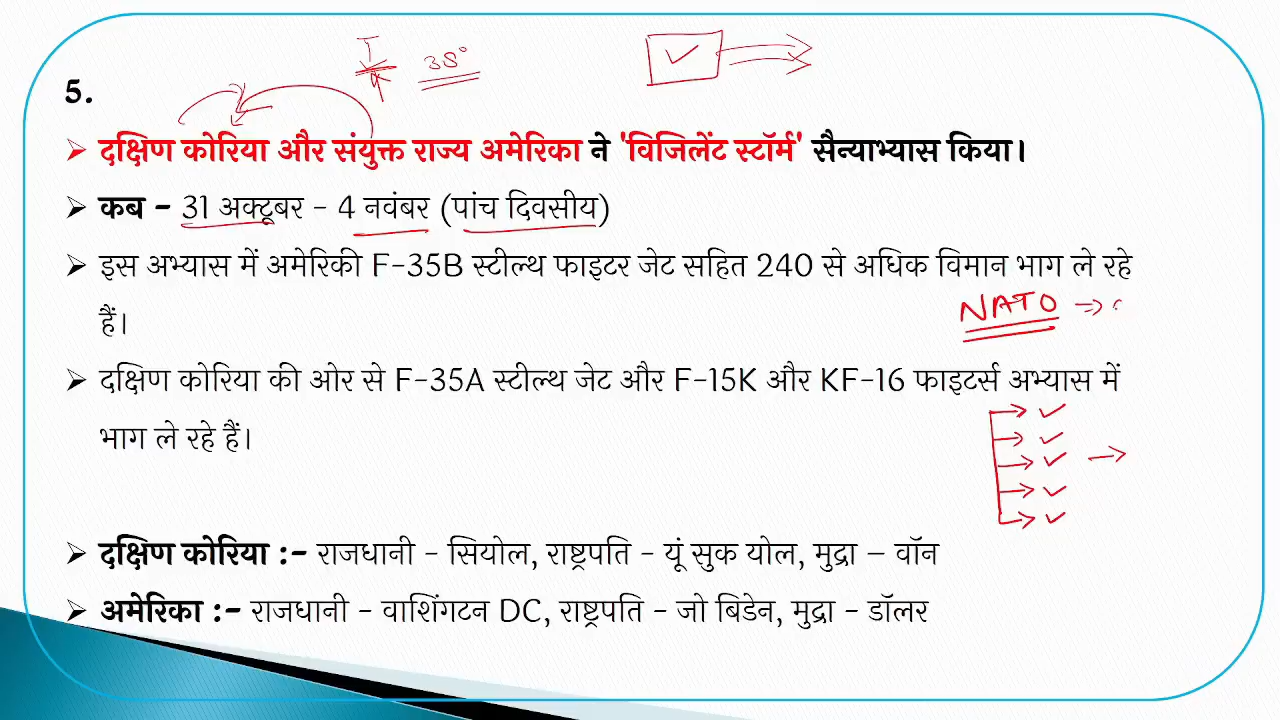 38°
5.
दक्षिण कोरिया और संयुक्त राज्य अमेरिका ने 'विजिलेंट स्टॉर्म' सैन्याभ्यास किया।
कब – 31 अक्टूबर – 4 नवंबर (पांच दिवसीय)
इस अभ्यास में अमेरिकी F-35B स्टील्थ फाइटर जेट सहित 240 से अधिक विमान भाग ले रहे
हैं।
NATO
दक्षिण कोरिया की ओर से F-35A स्टील्थ जेट और F-15K और KF-16 फाइटर्स अभ्यास में
भाग ले रहे हैं।
दक्षिण कोरिया :- राजधानी - सियोल, राष्ट्रपति - यूं सुक योल, मुद्रा – वॉन
अमेरिका :- राजधानी - वाशिंगटन DC, राष्ट्रपति - जो बिडेन, मुद्रा - डॉलर